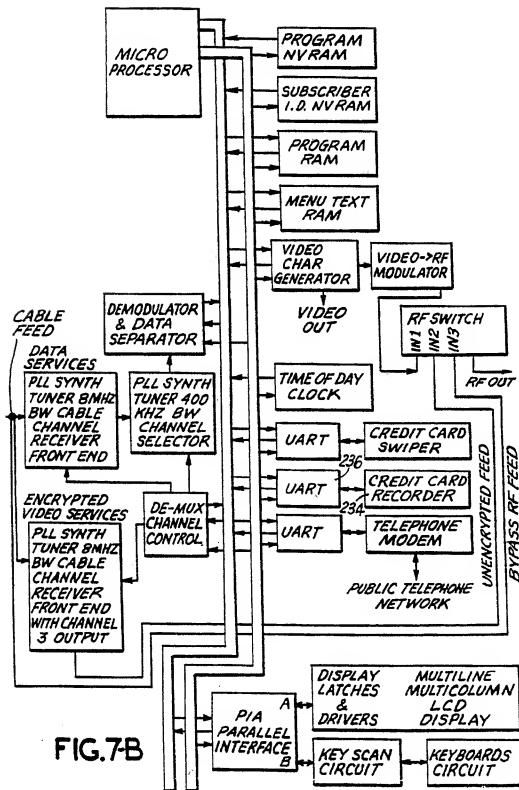 MICRO
PROCESSOR
PROGRAM
NVRAM
SUBSCRIBER
I.D. NVRAM
PROGRAM
RAM
MENU TEXT
RAM
VIDEO
CHAR
GENERATOR
VIDEO->RF
MODULATOR
VIDEO
OUT
RF SWITCH
IN1
IN2
IN3
RF OUT
CABLE
FEED
DEMODULATOR
& DATA
SEPARATOR
DATA
SERVICES
PLL SYNTH
TUNER 8MHZ
BW CABLE
CHANNEL
RECEIVER
FRONT END
PLL SYNTH
TUNER 400
KHZ BW
CHANNEL
SELECTOR
TIME OF DAY
CLOCK
UART
CREDIT CARD
SWIPER
236
UART
234
CREDIT CARD
RECORDER
UART
TELEPHONE
MODEM
PUBLIC TELEPHONE
NETWORK
UNENCRYPTED FEED
BYPASS RF FEED
ENCRYPTED
VIDEO SERVICES
PLL SYNTH
TUNER 8MHZ
BW CABLE
CHANNEL
RECEIVER
FRONT END
WITH CHANNEL
3 OUTPUT
DE-MUX
CHANNEL
CONTROL
PIA
PARALLEL
INTERFACE
A
B
DISPLAY
LATCHES
&
DRIVERS
MULTILINE
MULTICOLUMN
LCD
DISPLAY
KEY SCAN
CIRCUIT
KEYBOARDS
CIRCUIT
FIG.7-B